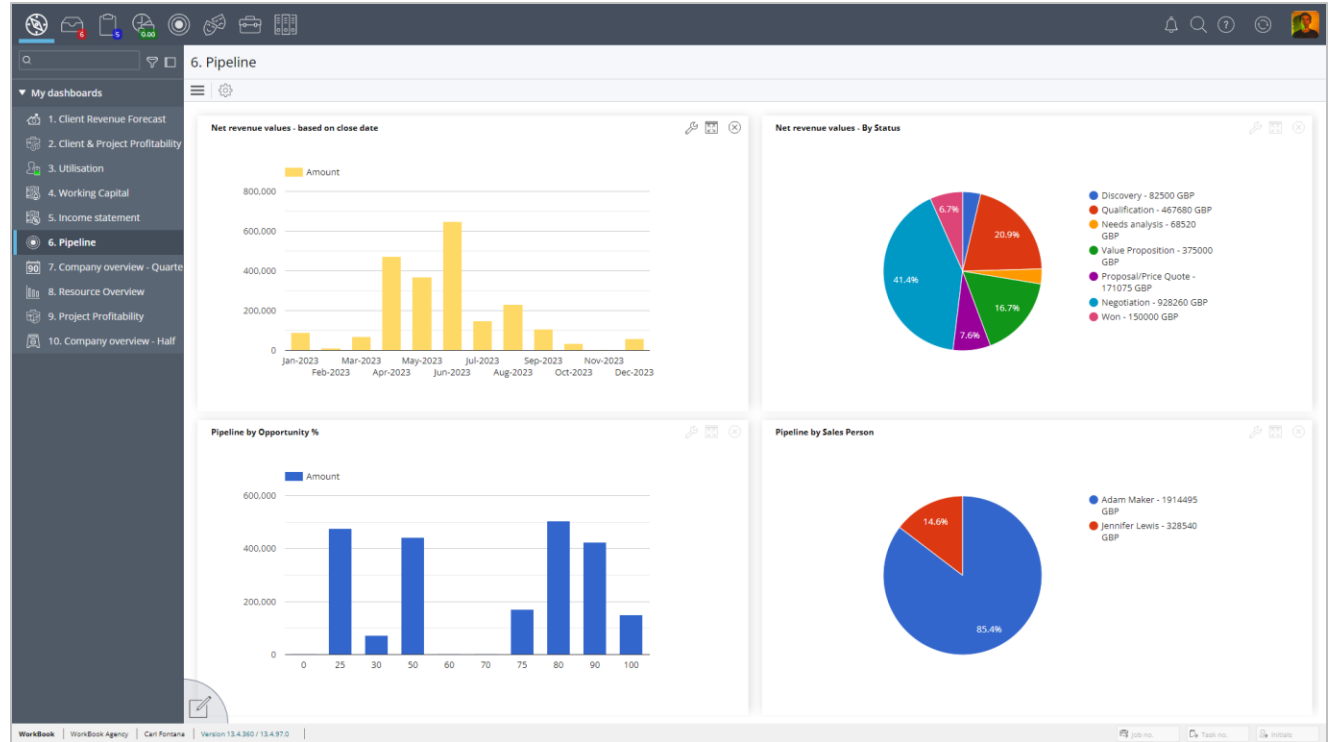 6
5
0.00
6. Pipeline
My dashboards
1. Client Revenue Forecast
2. Client & Project Profitability
3. Utilisation
4. Working Capital
5. Income statement
6. Pipeline
90
7. Company overview - Quarte
8. Resource Overview
9. Project Profitability
10. Company overview - Half
Net revenue values - based on close date
Amount
800,000
600,000
400,000
200,000
0
Jan-2023 Mar-2023 May-2023 Jul-2023 Sep-2023 Nov-2023
Feb-2023 Apr-2023 Jun-2023 Aug-2023 Oct-2023 Dec-2023
Net revenue values - By Status
6.7%
20.9%
41.4%
16.7%
7.6%
Discovery - 82500 GBP
Qualification - 467680 GBP
Needs analysis - 68520
GBP
Value Proposition - 375000
GBP
Proposal/Price Quote -
171075 GBP
Negotiation - 928260 GBP
Won - 150000 GBP
Pipeline by Opportunity %
Amount
600,000
400,000
200,000
0
0 25 30 50 60 70 75 80 90 100
Pipeline by Sales Person
14.6%
85.4%
Adam Maker - 1914495
GBP
Jennifer Lewis - 328540
GBP
WorkBook WorkBook Agency Carl Fontana Version 13.4.360 / 13.4.97.0
Job no. Task no. Initials